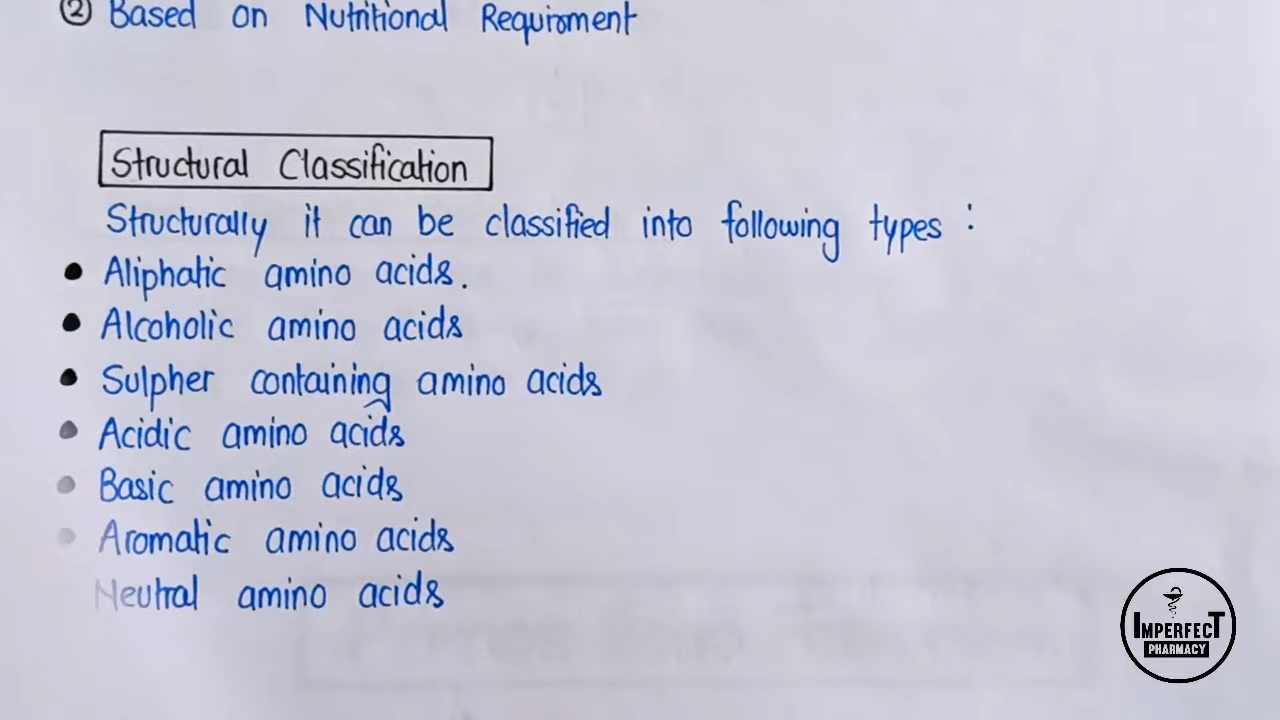 ② Based on Nutritional Requiroment
Structural Classification
Structurally it can be classified into following types :
• Aliphatic amino acids.
• Alcoholic amino acids
• Sulpher containing amino acids
• Acidic amino acids
• Basic amino acids
• Aromatic amino acids
Neutral amino acids
IMPERFECT
PHARMACY